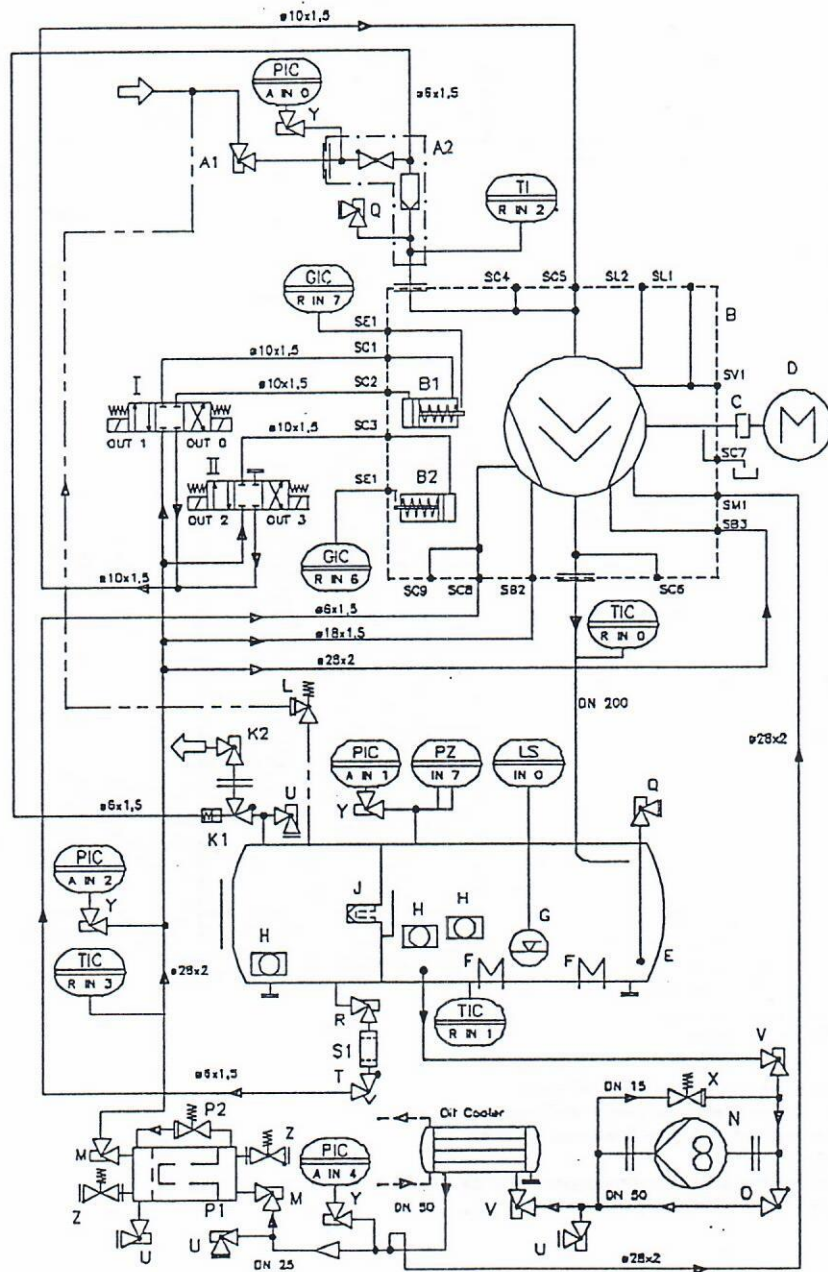 ø10x1,5
PIC
A IN 0
Y
ø6x1,5
A1
A2
Q
TI
R IN 2
GIC
R IN 7
SC4
SC5
SL2
SL1
B
SE1
ø10x1,5
SC1
I
ø10x1,5
SC2
B1
SV1
C
D
M
OUT 1
OUT 0
ø10x1,5
SC3
SC7
II
SE1
B2
SM1
OUT 2
OUT 3
SB3
GIC
R IN 6
ø10x1,5
SC9
SC8
SB2
SC6
ø6x1,5
ø18x1,5
TIC
R IN 0
ø28x2
L
DN 200
K2
PIC
A IN 1
PZ
IN 7
LS
IN 0
ø28x2
ø6x1,5
U
Y
Q
K1
PIC
A IN 2
Y
J
H
H
G
H
F
F
E
TIC
R IN 3
ø28x2
R
TIC
R IN 1
S1
V
ø6x1,5
T
DN 15
X
Oil Cooler
N
P2
Z
PIC
A IN 4
M
Y
DN 50
V
DN 50
O
Z
P1
M
U
U
U
DN 25
ø28x2